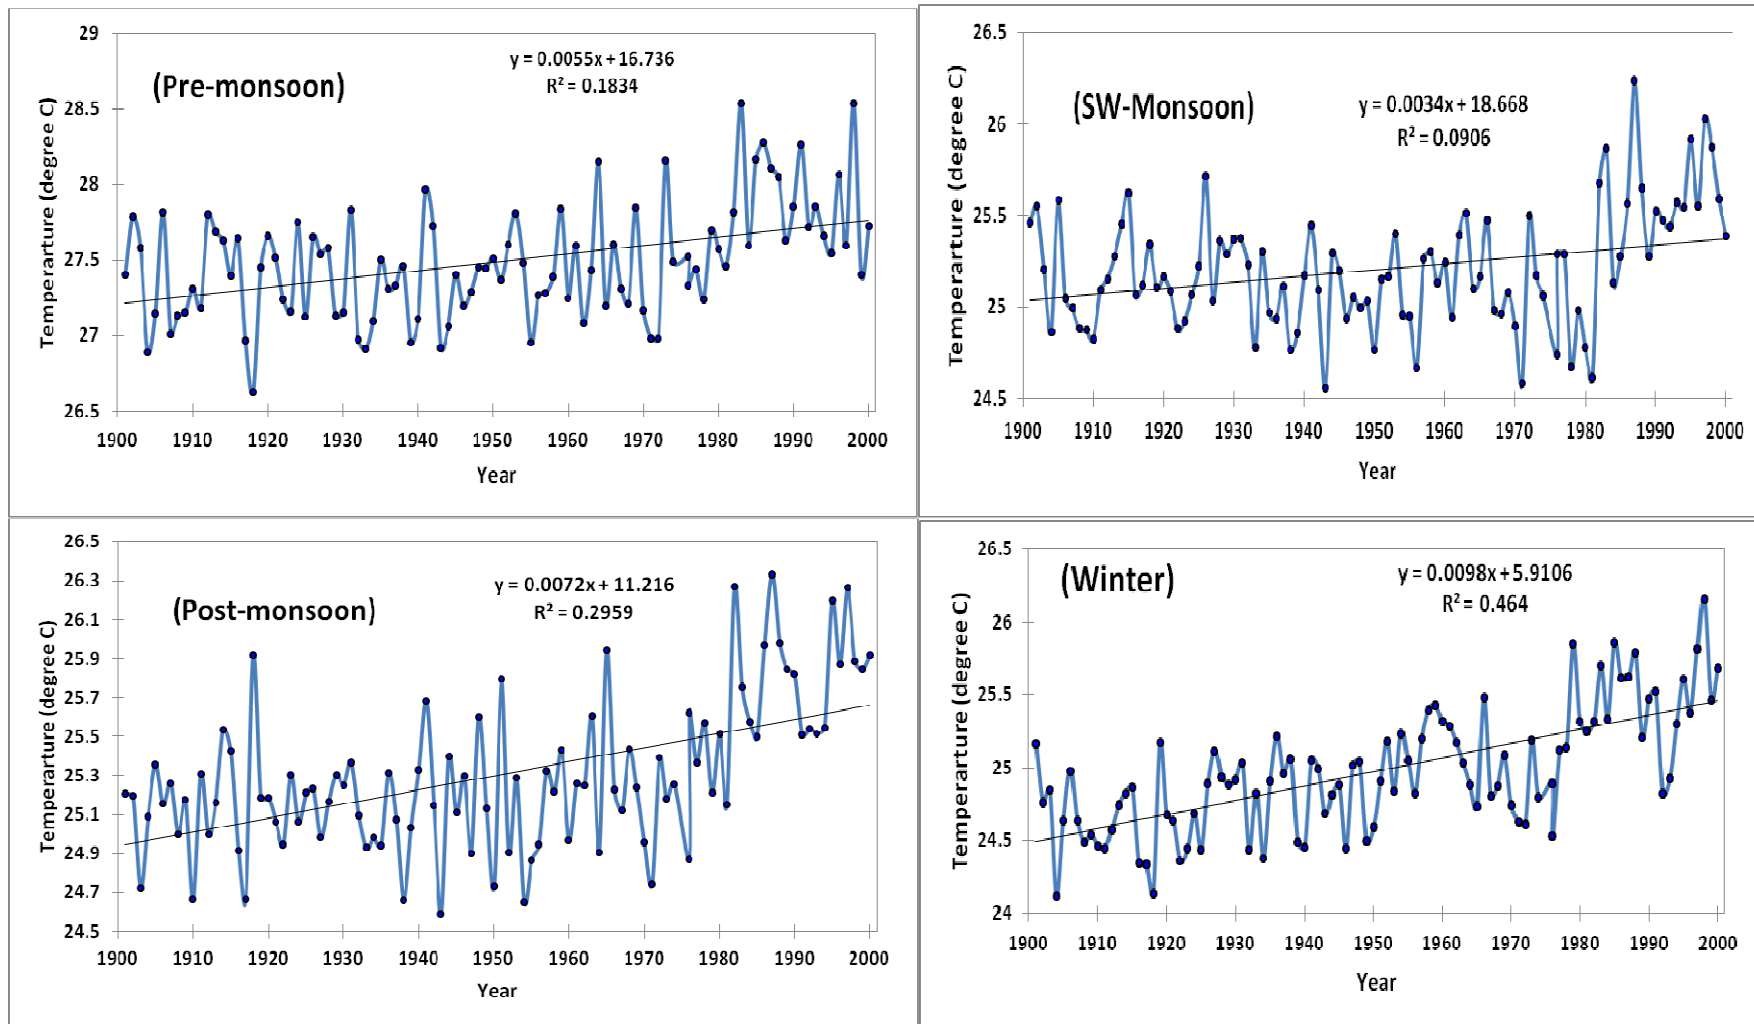 29
28.5
28
27.5
27
26.5
Temperarture (degree C)
(Pre-monsoon)
y = 0.0055x + 16.736
R² = 0.1834
1900 1910 1920 1930 1940 1950 1960 1970 1980 1990 2000
Year
26.5
26
25.5
25
24.5
Temperarture (degree C)
(SW-Monsoon)
y = 0.0034x + 18.668
R² = 0.0906
1900 1910 1920 1930 1940 1950 1960 1970 1980 1990 2000
Year
26.5
26.3
26.1
25.9
25.7
25.5
25.3
25.1
24.9
24.7
24.5
Temperarture (degree C)
(Post-monsoon)
y = 0.0072x + 11.216
R² = 0.2959
1900 1910 1920 1930 1940 1950 1960 1970 1980 1990 2000
Year
26.5
26
25.5
25
24.5
24
Temperarture (degree C)
(Winter)
y = 0.0098x + 5.9106
R² = 0.464
1900 1910 1920 1930 1940 1950 1960 1970 1980 1990 2000
Year